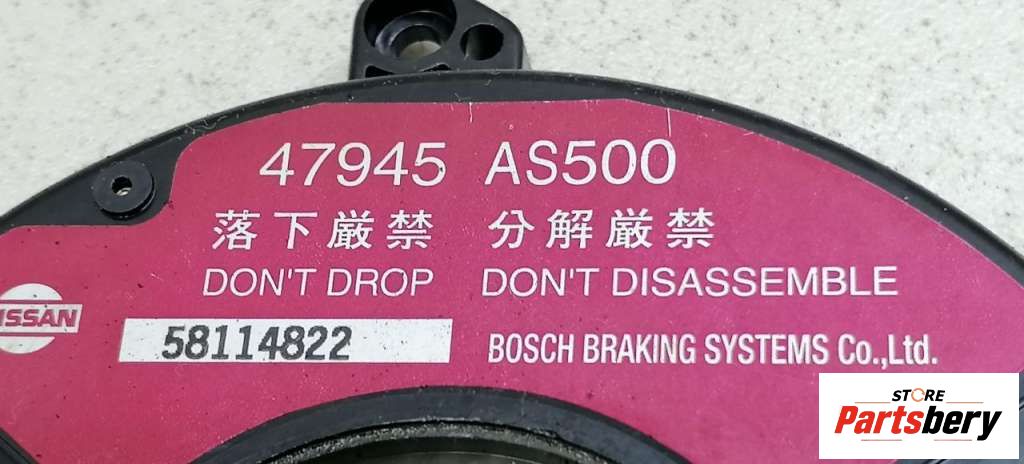 47945 AS500
落下厳禁 分解厳禁
DON'T DROP DON'T DISASSEMBLE
ISSAN
58114822
BOSCH BRAKING SYSTEMS Co.,Ltd.
STORE
Partsbery